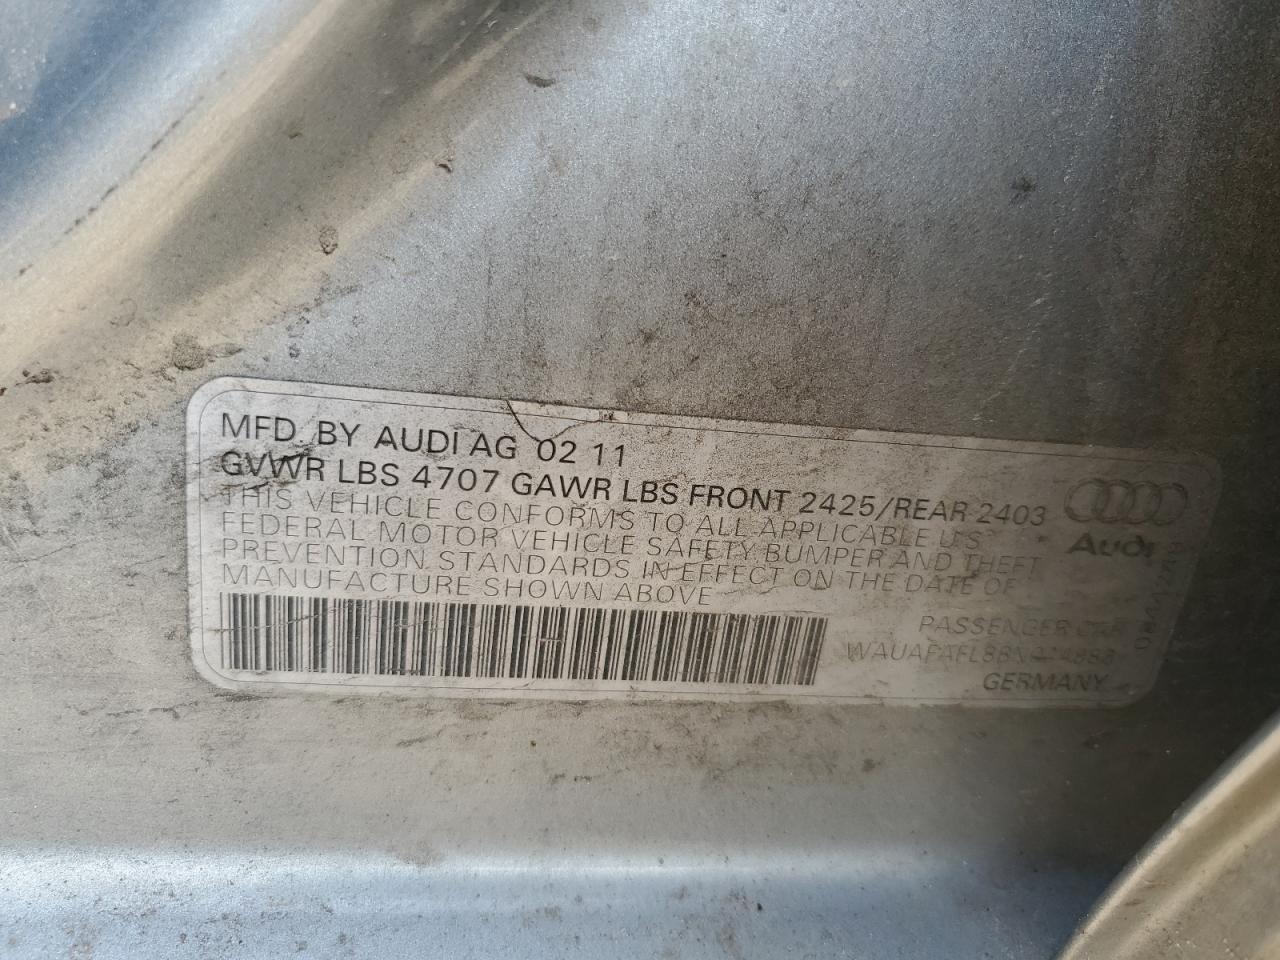 MFD. BY AUDI AG 02 11
GVWR LBS 4707 GAWR LBS FRONT 2425/REAR 2403
THIS VEHICLE CONFORMS TO ALL APPLICABLE U.S.
FEDERAL MOTOR VEHICLE SAFETY, BUMPER AND THEFT
PREVENTION STANDARDS IN EFFECT ON THE DATE OF
MANUFACTURE SHOWN ABOVE
Audi
PASSENGER CAR
GERMANY